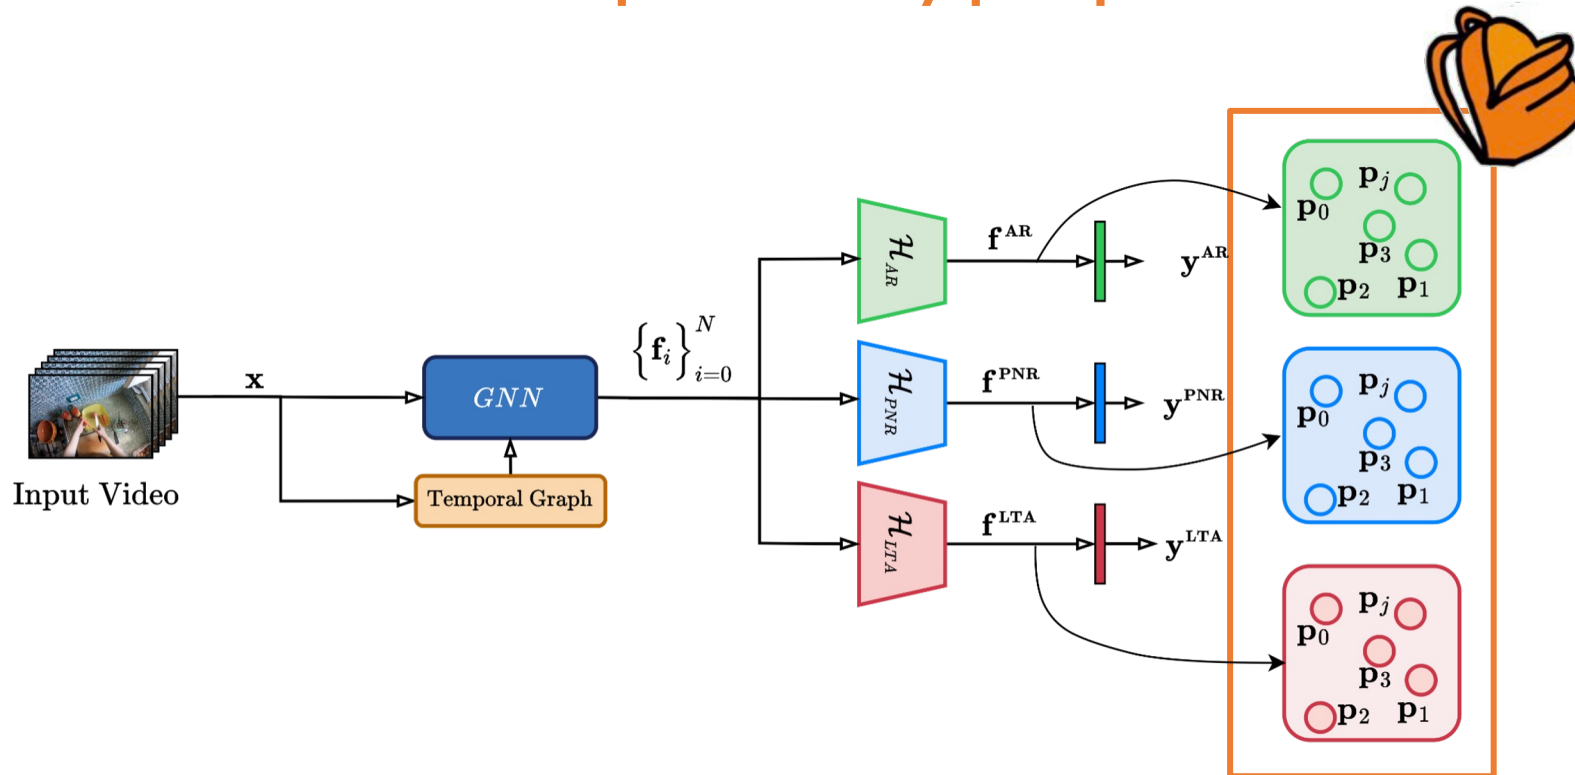 x
GNN
Temporal Graph
Input Video
{f_i}_{i=0}^N
H_AR
f^AR
y^AR
H_PNR
f^PNR
y^PNR
H_LTA
f^LTA
y^LTA
p_0 p_j
p_3
p_2 p_1
p_0 p_j
p_3
p_2 p_1
p_0 p_j
p_3
p_2 p_1